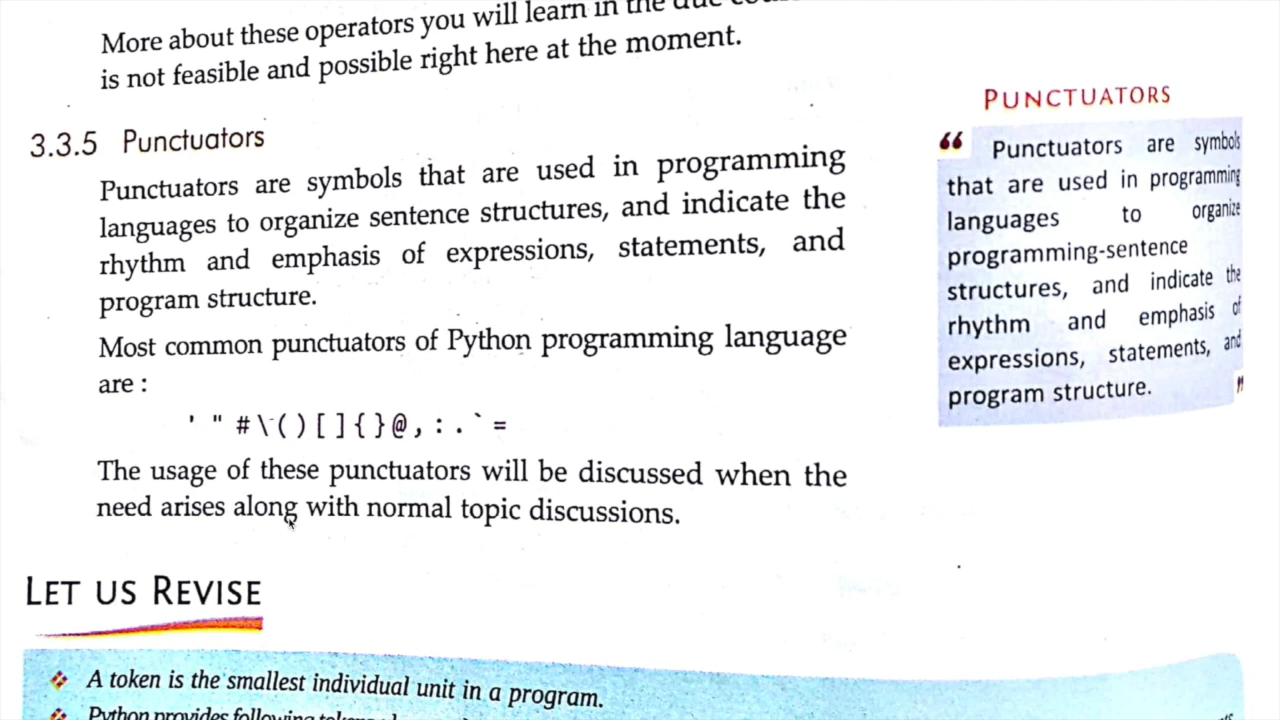 More about these operators you will learn in the due
is not feasible and possible right here at the moment.
3.3.5 Punctuators
Punctuators are symbols that are used in programming
languages to organize sentence structures, and indicate the
rhythm and emphasis of expressions, statements, and
program structure.
Most common punctuators of Python programming language
are :
' " # \ ( ) [ ] { } @ , : . ` =
The usage of these punctuators will be discussed when the
need arises along with normal topic discussions.
PUNCTUATORS
“ Punctuators are symbols
that are used in programming
languages to organize
programming-sentence
structures, and indicate the
rhythm and emphasis of
expressions, statements, and
program structure. ”
LET US REVISE
❖ A token is the smallest individual unit in a program.
❖ Python provides following